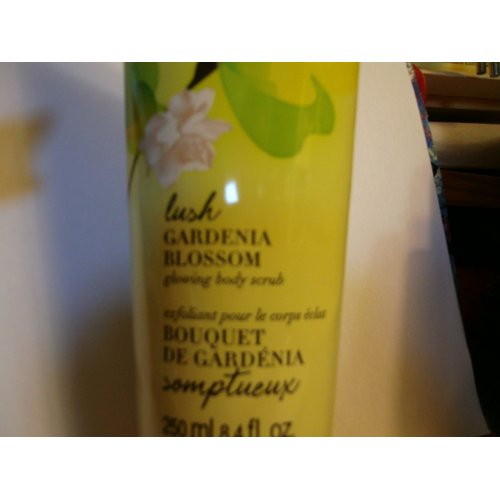 lush
GARDENIA
BLOSSOM
glowing body scrub
exfoliant pour le corps éclat
BOUQUET
DE GARDÉNIA
somptueux
250 ml 8.4 fl. oz.